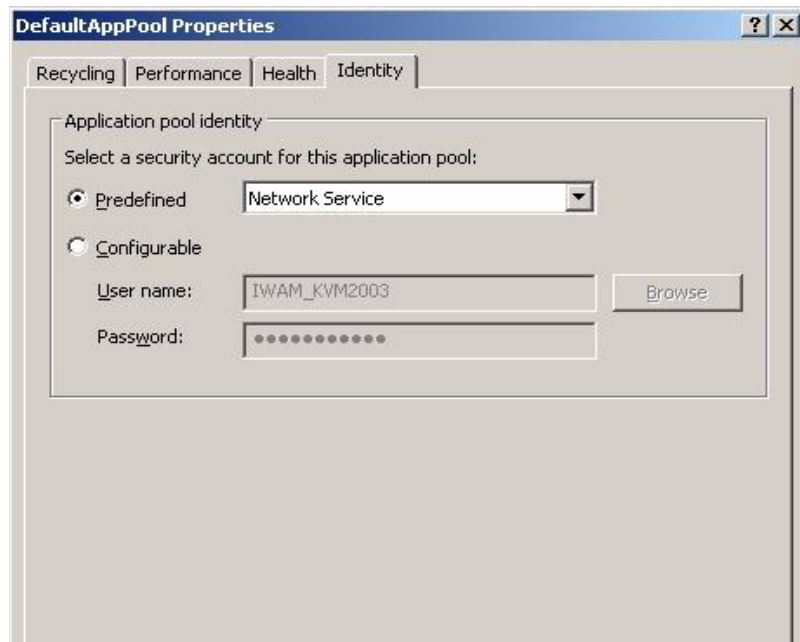 DefaultAppPool Properties
Recycling Performance Health Identity
Application pool identity
Select a security account for this application pool:
Predefined Network Service
Configurable
User name: IWAM_KVM2003 Browse
Password: ●●●●●●●●●●●